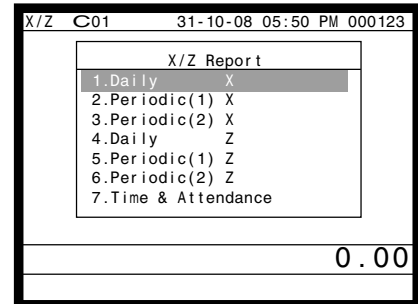 X/Z C01 31-10-08 05:50 PM 000123
X/Z Report
1.Daily X
2.Periodic(1) X
3.Periodic(2) X
4.Daily Z
5.Periodic(1) Z
6.Periodic(2) Z
7.Time & Attendance
0.00